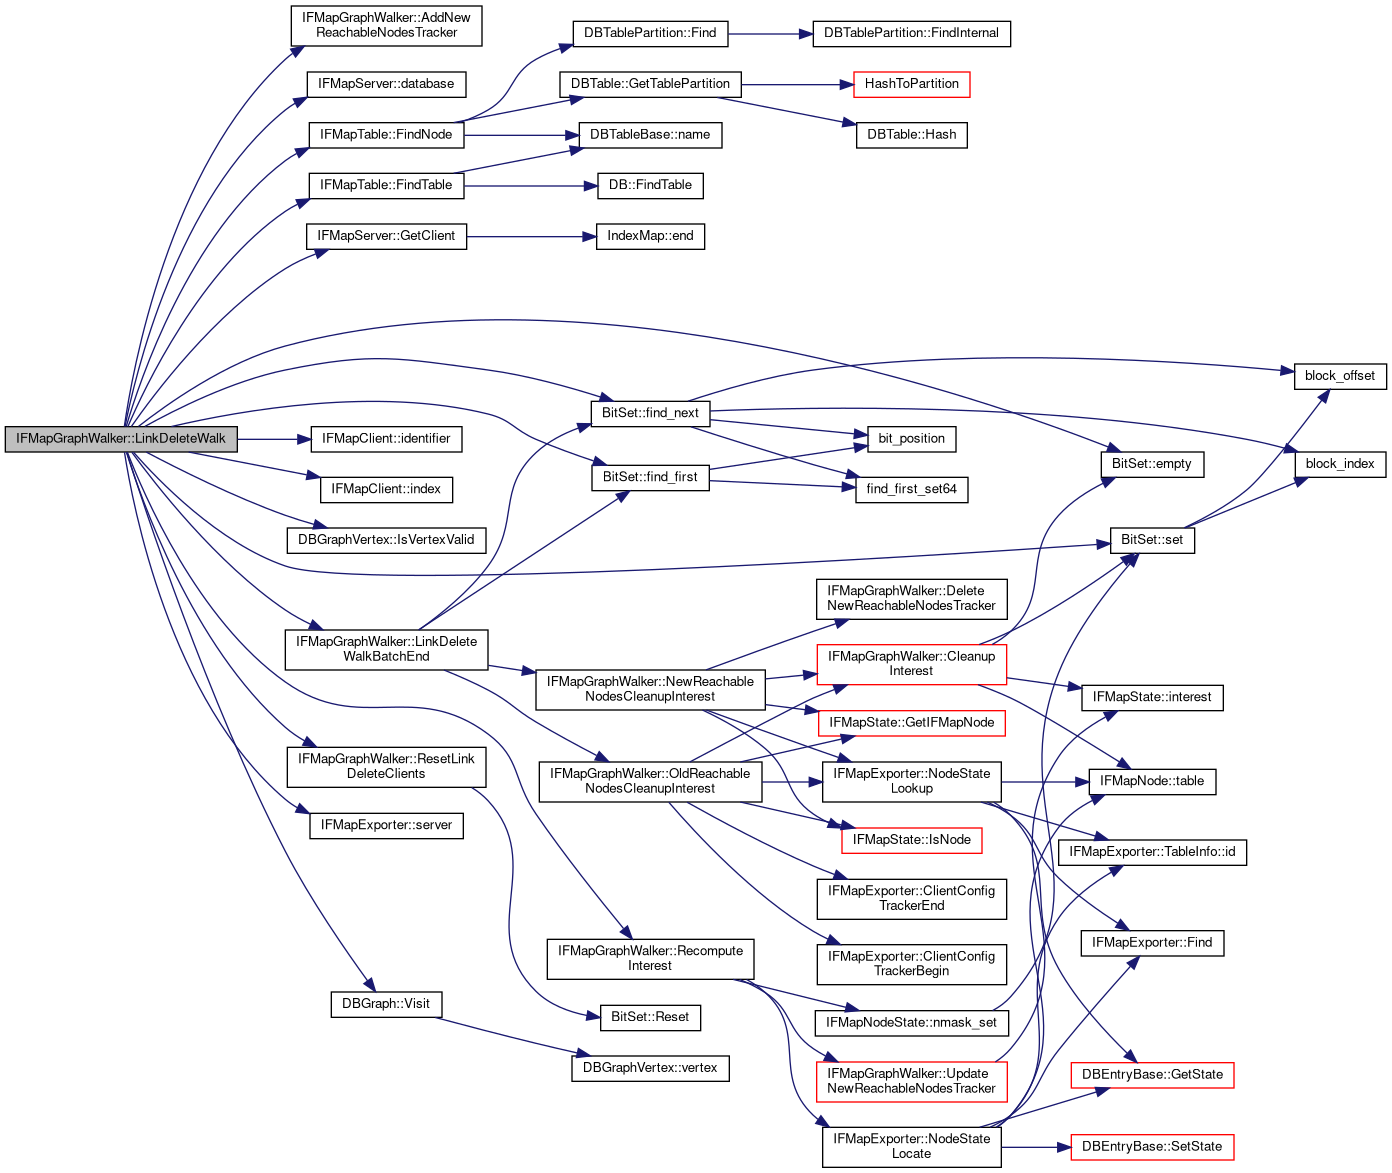 IFMapGraphWalker::AddNew
ReachableNodesTracker
IFMapServer::database
IFMapTable::FindNode
IFMapTable::FindTable
IFMapServer::GetClient
IFMapGraphWalker::LinkDeleteWalk
IFMapClient::identifier
IFMapClient::index
DBGraphVertex::IsVertexValid
IFMapGraphWalker::LinkDelete
WalkBatchEnd
IFMapGraphWalker::ResetLink
DeleteClients
IFMapExporter::server
DBGraph::Visit
DBTablePartition::Find
DBTable::GetTablePartition
DBTableBase::name
DB::FindTable
IndexMap::end
BitSet::find_next
BitSet::find_first
IFMapGraphWalker::NewReachable
NodesCleanupInterest
IFMapGraphWalker::OldReachable
NodesCleanupInterest
IFMapGraphWalker::Recompute
Interest
BitSet::Reset
DBGraphVertex::vertex
DBTablePartition::FindInternal
HashToPartition
DBTable::Hash
bit_position
find_first_set64
IFMapGraphWalker::Delete
NewReachableNodesTracker
IFMapGraphWalker::Cleanup
Interest
IFMapState::GetIFMapNode
IFMapExporter::NodeState
Lookup
IFMapState::IsNode
IFMapExporter::ClientConfig
TrackerEnd
IFMapExporter::ClientConfig
TrackerBegin
IFMapNodeState::nmask_set
IFMapGraphWalker::Update
NewReachableNodesTracker
IFMapExporter::NodeState
Locate
BitSet::empty
BitSet::set
IFMapState::interest
IFMapNode::table
IFMapExporter::TableInfo::id
IFMapExporter::Find
DBEntryBase::GetState
DBEntryBase::SetState
block_offset
block_index